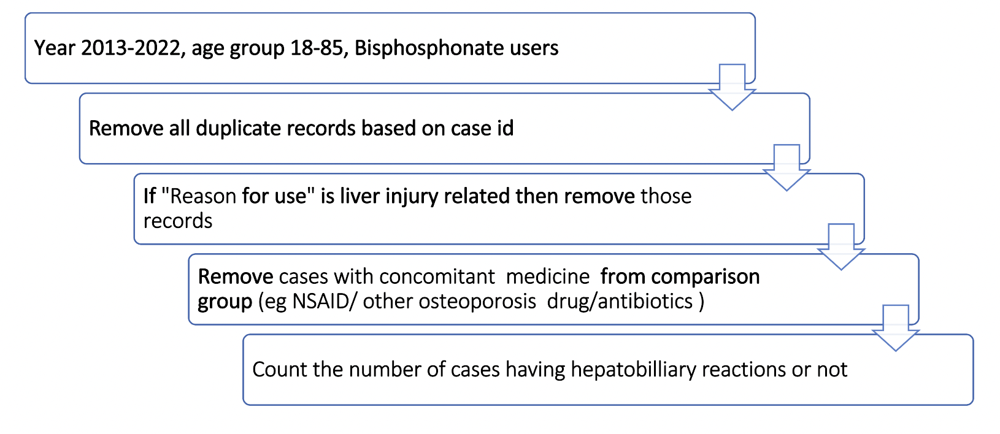 Year 2013-2022, age group 18-85, Bisphosphonate users
Remove all duplicate records based on case id
If "Reason for use" is liver injury related then remove those
records
Remove cases with concomitant medicine from comparison
group (eg NSAID/ other osteoporosis drug/antibiotics )
Count the number of cases having hepatobilliary reactions or not